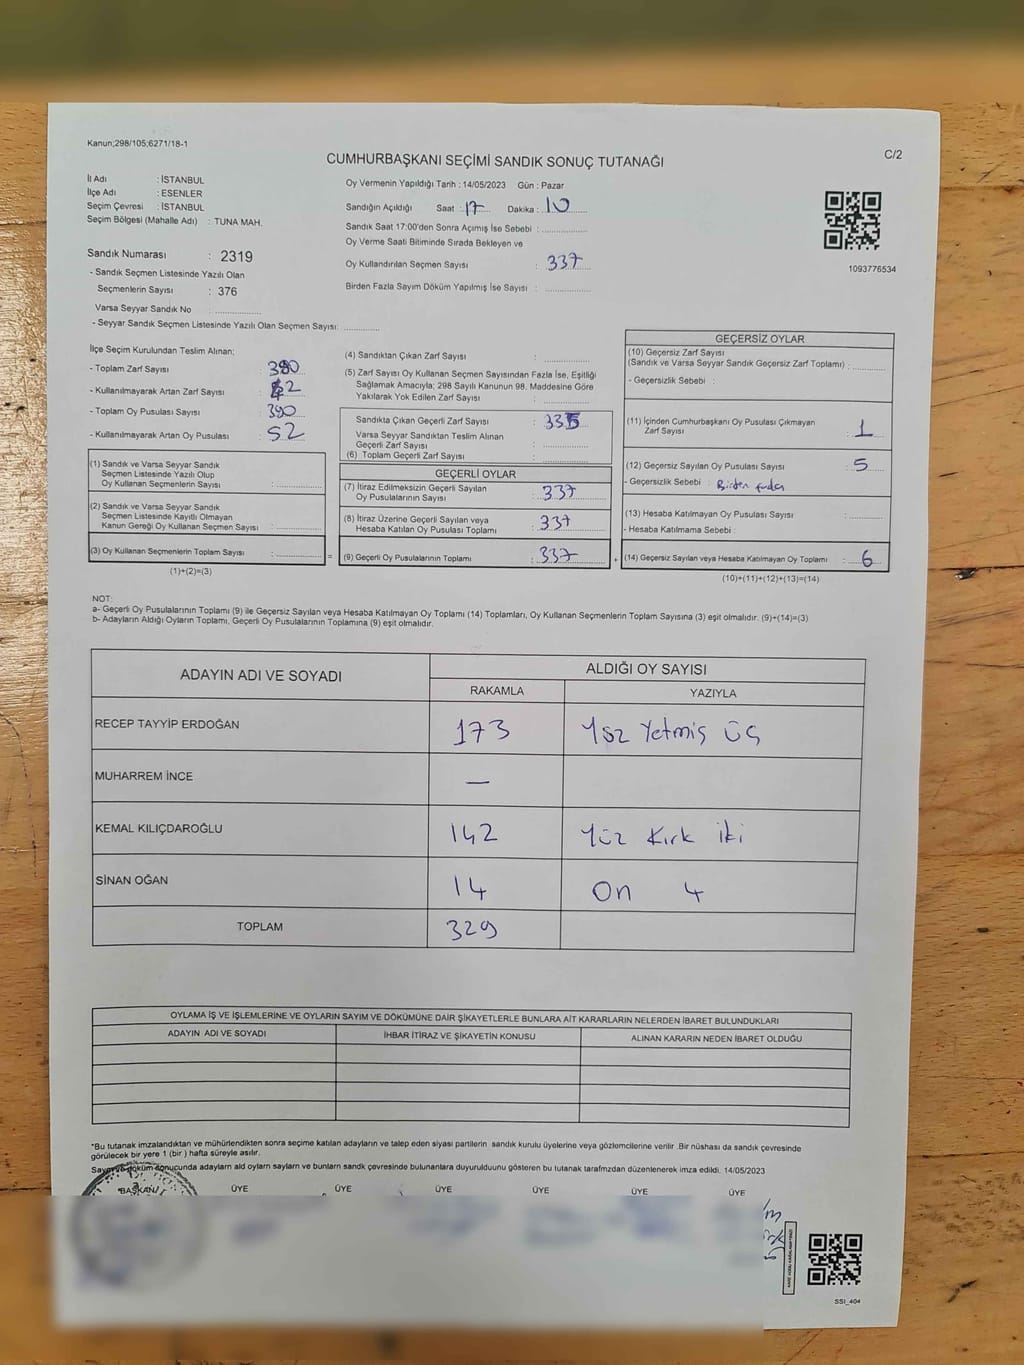 Kanun;298/105;6271/18-1
CUMHURBAŞKANI SEÇİMİ SANDIK SONUÇ TUTANAĞI
C/2
İl Adı : İSTANBUL
İlçe Adı : ESENLER
Seçim Çevresi : İSTANBUL
Seçim Bölgesi (Mahalle Adı) : TUNA MAH.
Sandık Numarası : 2319
- Sandık Seçmen Listesinde Yazılı Olan
Seçmenlerin Sayısı : 376
Varsa Seyyar Sandık No :
- Seyyar Sandık Seçmen Listesinde Yazılı Olan Seçmen Sayısı:
Oy Vermenin Yapıldığı Tarih : 14/05/2023 Gün : Pazar
Sandığın Açıldığı Saat : 17 Dakika : 10
Sandık Saat 17:00'den Sonra Açımış İse Sebebi :
Oy Verme Saati Bitiminde Sırada Bekleyen ve
Oy Kullandırılan Seçmen Sayısı : 337
Birden Fazla Sayım Döküm Yapılmış İse Sayısı :
1093776534
İlçe Seçim Kurulundan Teslim Alınan;
- Toplam Zarf Sayısı : 380
- Kullanılmayarak Artan Zarf Sayısı :
- Toplam Oy Pusulası Sayısı : 390
- Kullanılmayarak Artan Oy Pusulası : 52
(1) Sandık ve Varsa Seyyar Sandık
Seçmen Listesinde Yazılı Olup
Oy Kullanan Seçmenlerin Sayısı :
(2) Sandık ve Varsa Seyyar Sandık
Seçmen Listesinde Kayıtlı Olmayan
Kanun Gereği Oy Kullanan Seçmen Sayısı :
(3) Oy Kullanan Seçmenlerin Toplam Sayısı : =
(1)+(2)=(3)
(4) Sandıktan Çıkan Zarf Sayısı :
(5) Zarf Sayısı Oy Kullanan Seçmen Sayısından Fazla İse, Eşitliği
Sağlamak Amacıyla; 298 Sayılı Kanunun 98. Maddesine Göre
Yakılarak Yok Edilen Zarf Sayısı :
Sandıkta Çıkan Geçerli Zarf Sayısı : 335
Varsa Seyyar Sandıktan Teslim Alınan
Geçerli Zarf Sayısı :
(6) Toplam Geçerli Zarf Sayısı :
GEÇERLİ OYLAR
(7) İtiraz Edilmeksizin Geçerli Sayılan
Oy Pusulalarının Sayısı : 337
(8) İtiraz Üzerine Geçerli Sayılan veya
Hesaba Katılan Oy Pusulası Toplamı : 337
(9) Geçerli Oy Pusulalarının Toplamı : 337 +
GEÇERSİZ OYLAR
(10) Geçersiz Zarf Sayısı
(Sandık ve Varsa Seyyar Sandık Geçersiz Zarf Toplamı) :
- Geçersizlik Sebebi :
(11) İçinden Cumhurbaşkanı Oy Pusulası Çıkmayan
Zarf Sayısı : 1
(12) Geçersiz Sayılan Oy Pusulası Sayısı : 5
- Geçersizlik Sebebi : Birden fazla
(13) Hesaba Katılmayan Oy Pusulası Sayısı :
- Hesaba Katılmama Sebebi :
(14) Geçersiz Sayılan veya Hesaba Katılmayan Oy Toplamı : 6
(10)+(11)+(12)+(13)=(14)
NOT:
a- Geçerli Oy Pusulalarının Toplamı (9) ile Geçersiz Sayılan veya Hesaba Katılmayan Oy Toplamı (14) Toplamları, Oy Kullanan Seçmenlerin Toplam Sayısına (3) eşit olmalıdır. (9)+(14)=(3)
b- Adayların Aldığı Oyların Toplamı, Geçerli Oy Pusulalarının Toplamına (9) eşit olmalıdır.
ADAYIN ADI VE SOYADI ALDIĞI OY SAYISI
RAKAMLA YAZIYLA
RECEP TAYYİP ERDOĞAN 173 Yüz Yetmiş üç
MUHARREM İNCE —
KEMAL KILIÇDAROĞLU 142 Yüz Kırk iki
SİNAN OĞAN 14 On 4
TOPLAM 329
OYLAMA İŞ VE İŞLEMLERİNE VE OYLARIN SAYIM VE DÖKÜMÜNE DAİR ŞİKAYETLERLE BUNLARA AİT KARARLARIN NELERDEN İBARET BULUNDUKLARI
ADAYIN ADI VE SOYADI İHBAR İTİRAZ VE ŞİKAYETİN KONUSU ALINAN KARARIN NEDEN İBARET OLDUĞU
*Bu tutanak imzalandıktan ve mühürlendikten sonra seçime katılan adayların ve talep eden siyasi partilerin sandık kurulu üyelerine veya gözlemcilerine verilir .Bir nüshası da sandık çevresinde
görülecek bir yere 1 (bir ) hafta süreyle asılır.
Sayım ve döküm sonucunda adayların ald oyların sayların ve bunların sandk çevresinde bulunanlara duyurulduunu gösteren bu tutanak tarafmzdan düzenlenerek imza edildi. 14/05/2023
BAŞKAN ÜYE ÜYE ÜYE ÜYE ÜYE ÜYE
SSI_404